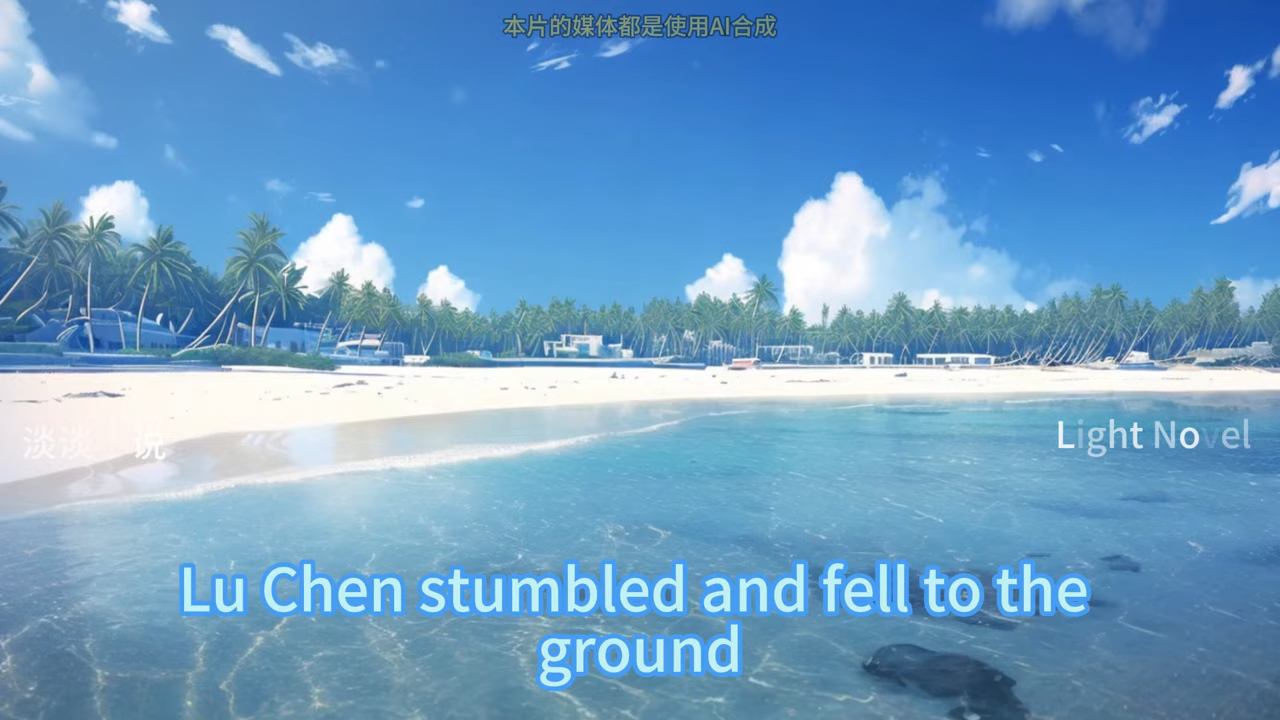 本片的媒体都是使用AI合成
淡淡 说
Light Novel
Lu Chen stumbled and fell to the
ground